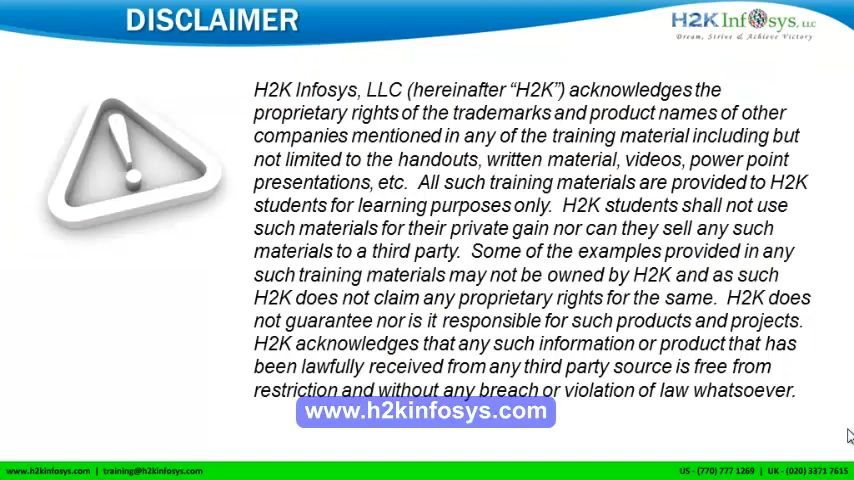 DISCLAIMER
H2K Infosys, LLC
Dream, Strive & Achieve Victory
H2K Infosys, LLC (hereinafter “H2K”) acknowledges the
proprietary rights of the trademarks and product names of other
companies mentioned in any of the training material including but
not limited to the handouts, written material, videos, power point
presentations, etc. All such training materials are provided to H2K
students for learning purposes only. H2K students shall not use
such materials for their private gain nor can they sell any such
materials to a third party. Some of the examples provided in any
such training materials may not be owned by H2K and as such
H2K does not claim any proprietary rights for the same. H2K does
not guarantee nor is it responsible for such products and projects.
H2K acknowledges that any such information or product that has
been lawfully received from any third party source is free from
restriction and without any breach or violation of law whatsoever.
www.h2kinfosys.com
www.h2kinfosys.com | training@h2kinfosys.com
US - (770) 777 1269 | UK - (020) 3371 7615